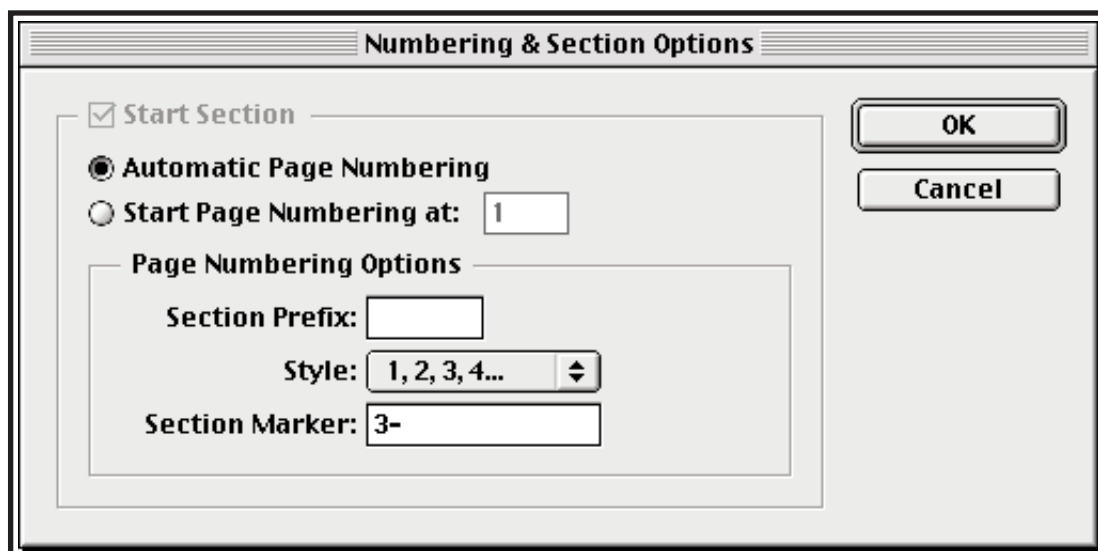 Numbering & Section Options
Start Section
OK
Automatic Page Numbering
Cancel
Start Page Numbering at: 1
Page Numbering Options
Section Prefix:
Style: 1, 2, 3, 4...
Section Marker: 3-